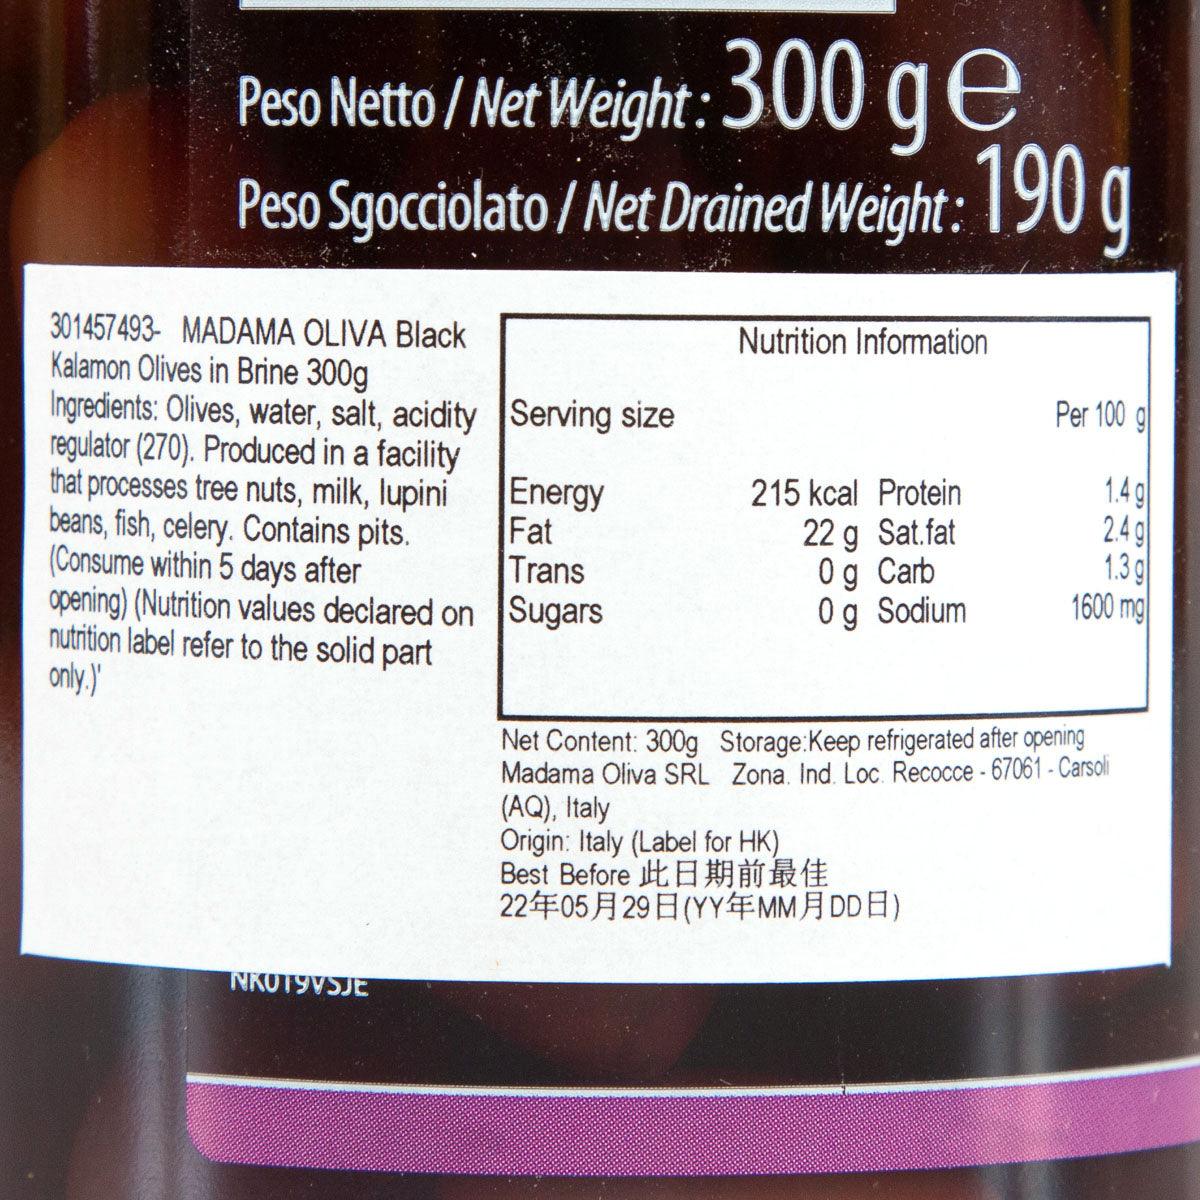 Peso Netto / Net Weight: 300 g e
Peso Sgocciolato / Net Drained Weight: 190 g
301457493- MADAMA OLIVA Black
Kalamon Olives in Brine 300g
Ingredients: Olives, water, salt, acidity
regulator (270). Produced in a facility
that processes tree nuts, milk, lupini
beans, fish, celery. Contains pits.
(Consume within 5 days after
opening) (Nutrition values declared on
nutrition label refer to the solid part
only.)'
Nutrition Information
Serving size Per 100 g
Energy 215 kcal Protein 1.4 g
Fat 22 g Sat.fat 2.4 g
Trans 0 g Carb 1.3 g
Sugars 0 g Sodium 1600 mg
Net Content: 300g Storage:Keep refrigerated after opening
Madama Oliva SRL Zona. Ind. Loc. Recocce - 67061 - Carsoli
(AQ), Italy
Origin: Italy (Label for HK)
Best Before 此日期前最佳
22年05月29日(YY年MM月DD日)
NK019VSJE